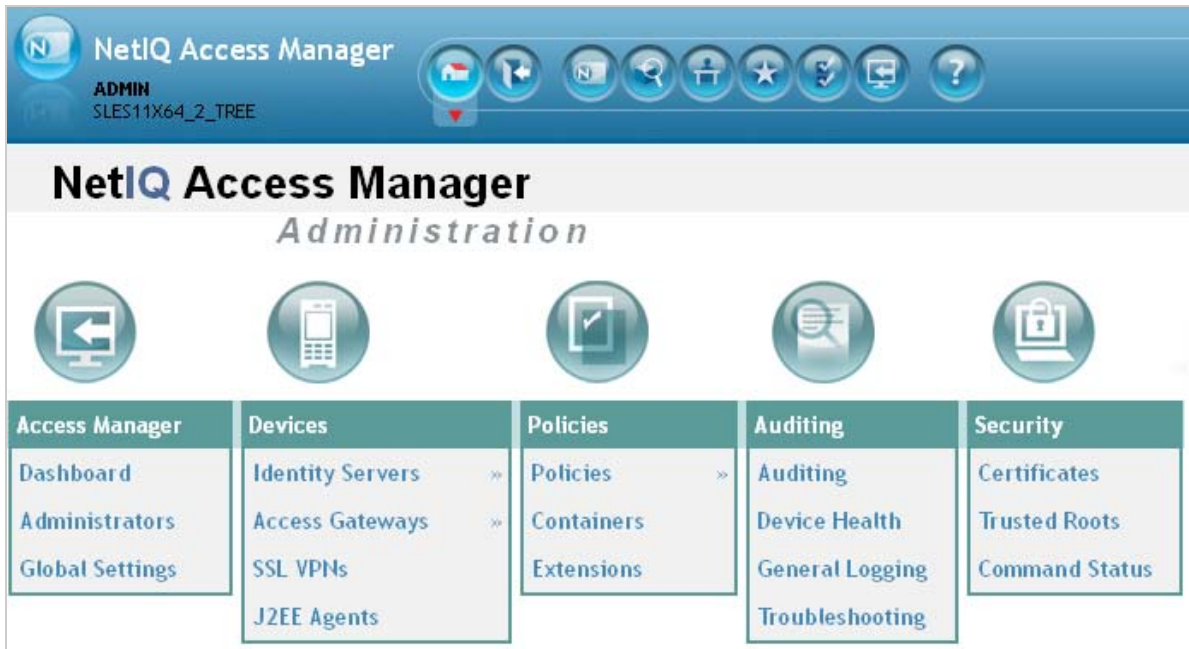 NetIQ Access Manager
ADMIN
SLES11X64_2_TREE
NetIQ Access Manager
Administration
Access Manager
Dashboard
Administrators
Global Settings
Devices
Identity Servers »
Access Gateways »
SSL VPNs
J2EE Agents
Policies
Policies »
Containers
Extensions
Auditing
Auditing
Device Health
General Logging
Troubleshooting
Security
Certificates
Trusted Roots
Command Status